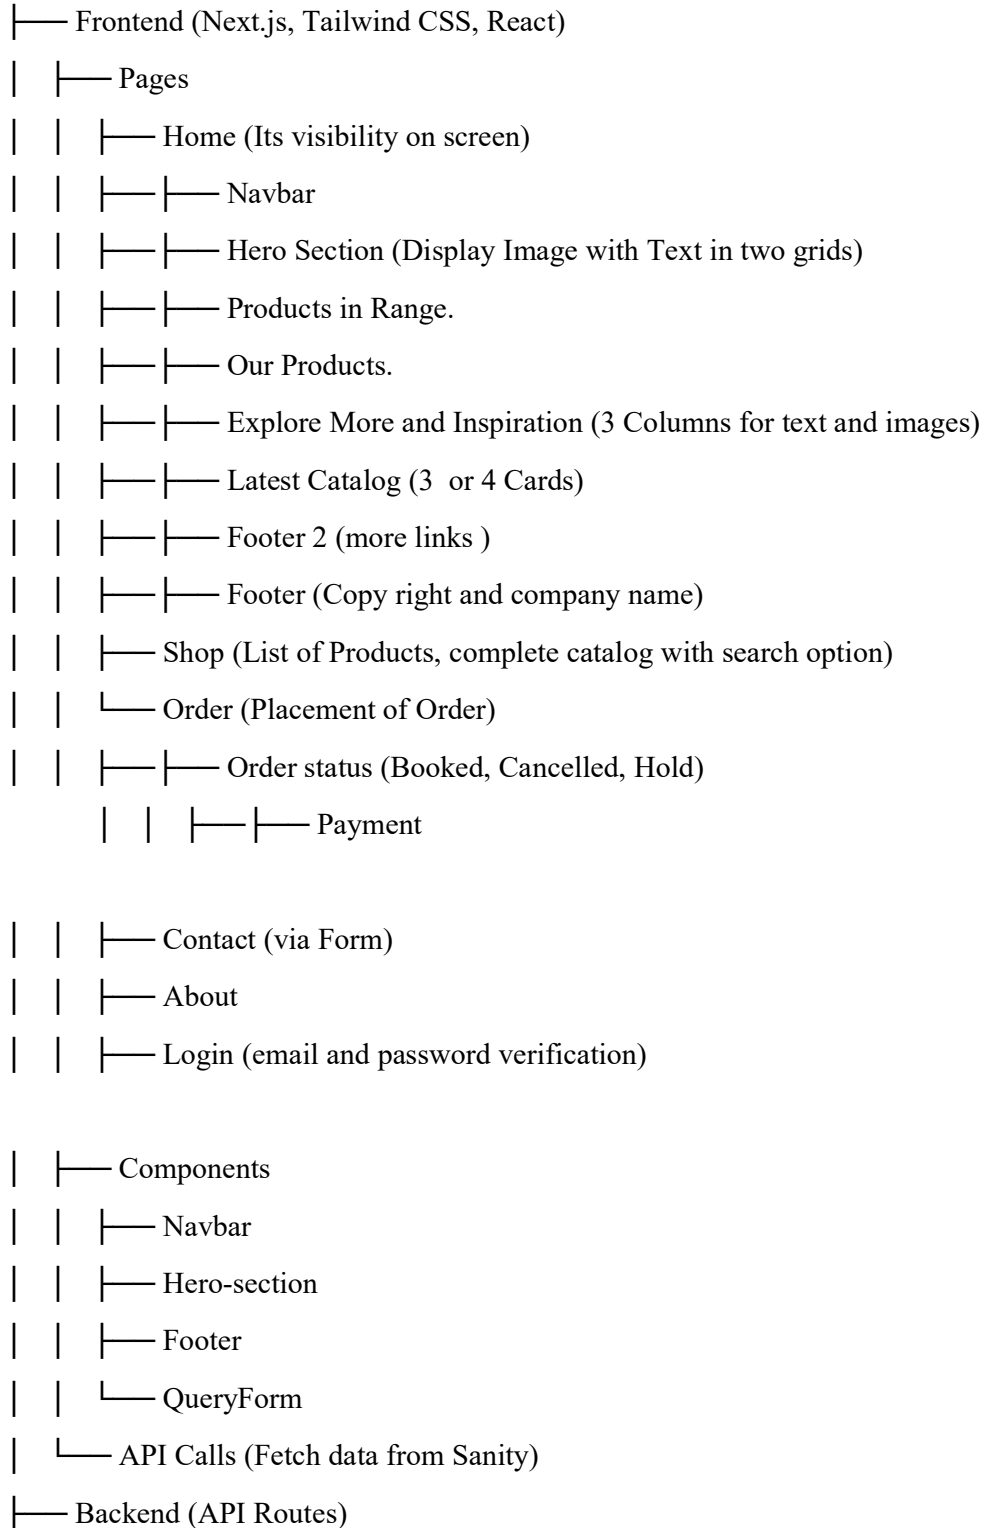 ├── Frontend (Next.js, Tailwind CSS, React)
│ ├── Pages
│ │ ├── Home (Its visibility on screen)
│ │ ├──├── Navbar
│ │ ├──├── Hero Section (Display Image with Text in two grids)
│ │ ├──├── Products in Range.
│ │ ├──├── Our Products.
│ │ ├──├── Explore More and Inspiration (3 Columns for text and images)
│ │ ├──├── Latest Catalog (3  or 4 Cards)
│ │ ├──├── Footer 2 (more links )
│ │ ├──├── Footer (Copy right and company name)
│ │ ├── Shop (List of Products, complete catalog with search option)
│ │ └── Order (Placement of Order)
│ │ ├──├── Order status (Booked, Cancelled, Hold)
│ │ ├──├── Payment
│ │ ├── Contact (via Form)
│ │ ├── About
│ │ ├── Login (email and password verification)
│ ├── Components
│ │ ├── Navbar
│ │ ├── Hero-section
│ │ ├── Footer
│ │ └── QueryForm
│ └── API Calls (Fetch data from Sanity)
├── Backend (API Routes)